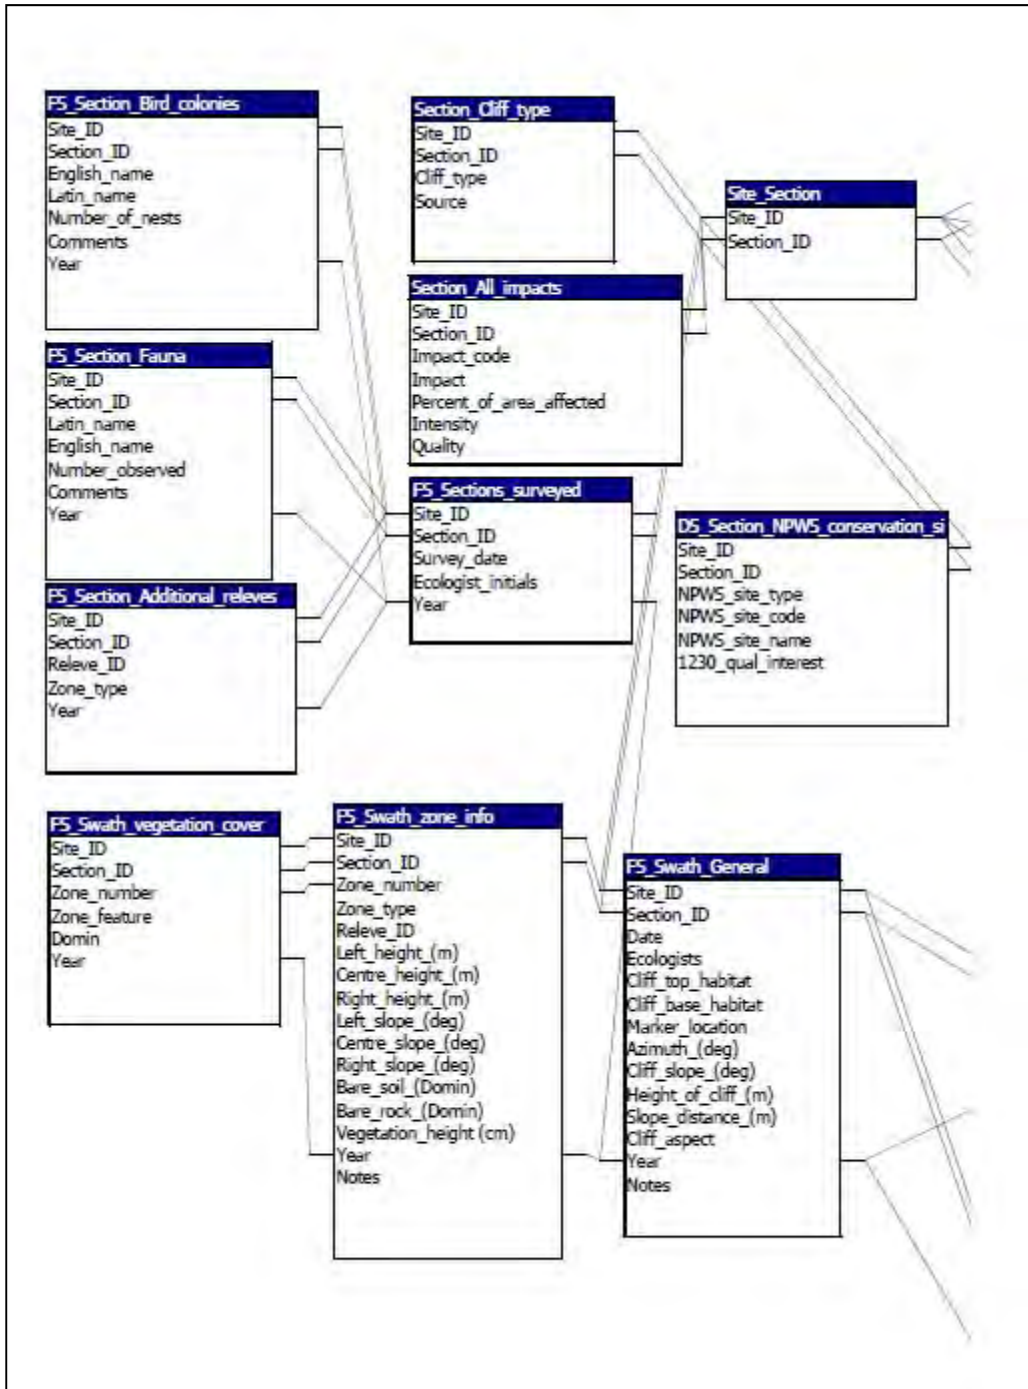 FS_Section_Bird_colonies
Site_ID
Section_ID
English_name
Latin_name
Number_of_nests
Comments
Year
Section_Cliff_type
Site_ID
Section_ID
Cliff_type
Source
Site_Section
Site_ID
Section_ID
Section_All_impacts
Site_ID
Section_ID
Impact_code
Impact
Percent_of_area_affected
Intensity
Quality
FS_Section_Fauna
Site_ID
Section_ID
Latin_name
English_name
Number_observed
Comments
Year
FS_Sections_surveyed
Site_ID
Section_ID
Survey_date
Ecologist_initials
Year
DS_Section_NPWS_conservation_si
Site_ID
Section_ID
NPWS_site_type
NPWS_site_code
NPWS_site_name
1230_qual_interest
FS_Section_Additional_releves
Site_ID
Section_ID
Releve_ID
Zone_type
Year
FS_Swath_vegetation_cover
Site_ID
Section_ID
Zone_number
Zone_feature
Domin
Year
FS_Swath_zone_info
Site_ID
Section_ID
Zone_number
Zone_type
Releve_ID
Left_height_(m)
Centre_height_(m)
Right_height_(m)
Left_slope_(deg)
Centre_slope_(deg)
Right_slope_(deg)
Bare_soil_(Domin)
Bare_rock_(Domin)
Vegetation_height (cm)
Year
Notes
FS_Swath_General
Site_ID
Section_ID
Date
Ecologists
Cliff_top_habitat
Cliff_base_habitat
Marker_location
Azimuth_(deg)
Cliff_slope_(deg)
Height_of_cliff_(m)
Slope_distance_(m)
Cliff_aspect
Year
Notes